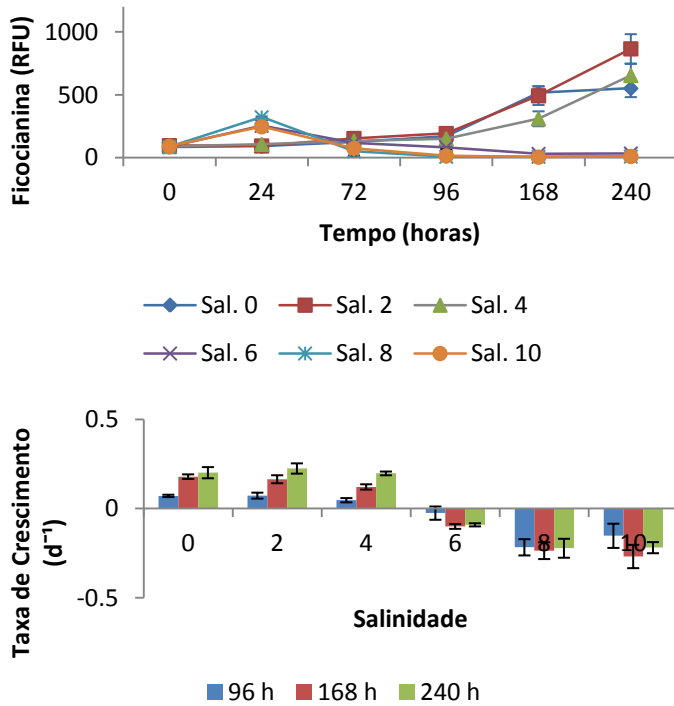 Ficocianina (RFU)
1000
500
0
0 24 72 96 168 240
Tempo (horas)
Sal. 0 Sal. 2 Sal. 4
Sal. 6 Sal. 8 Sal. 10
Taxa de Crescimento
(d⁻¹)
0.5
0
-0.5
0 2 4 6 8 10
Salinidade
96 h 168 h 240 h